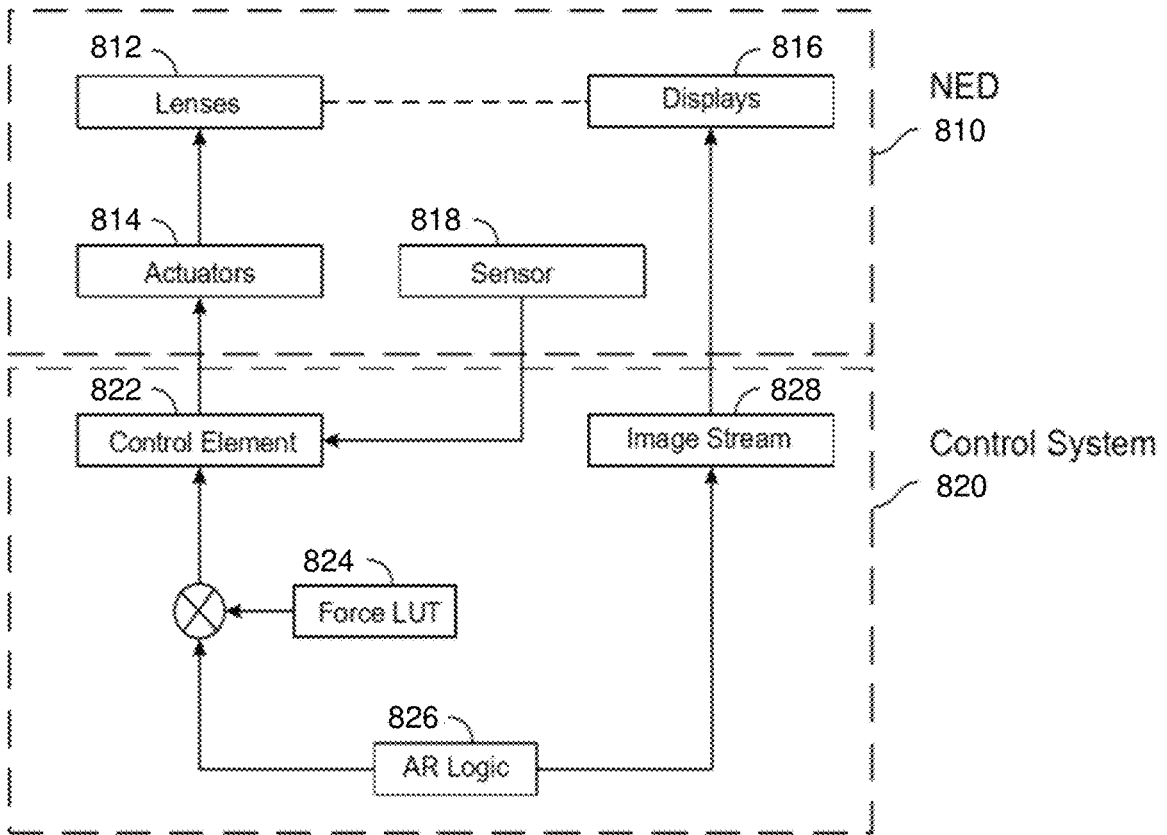 812
816
Lenses
Displays
NED
810
814
818
Actuators
Sensor
822
828
Control Element
Image Stream
Control System
820
824
Force LUT
826
AR Logic